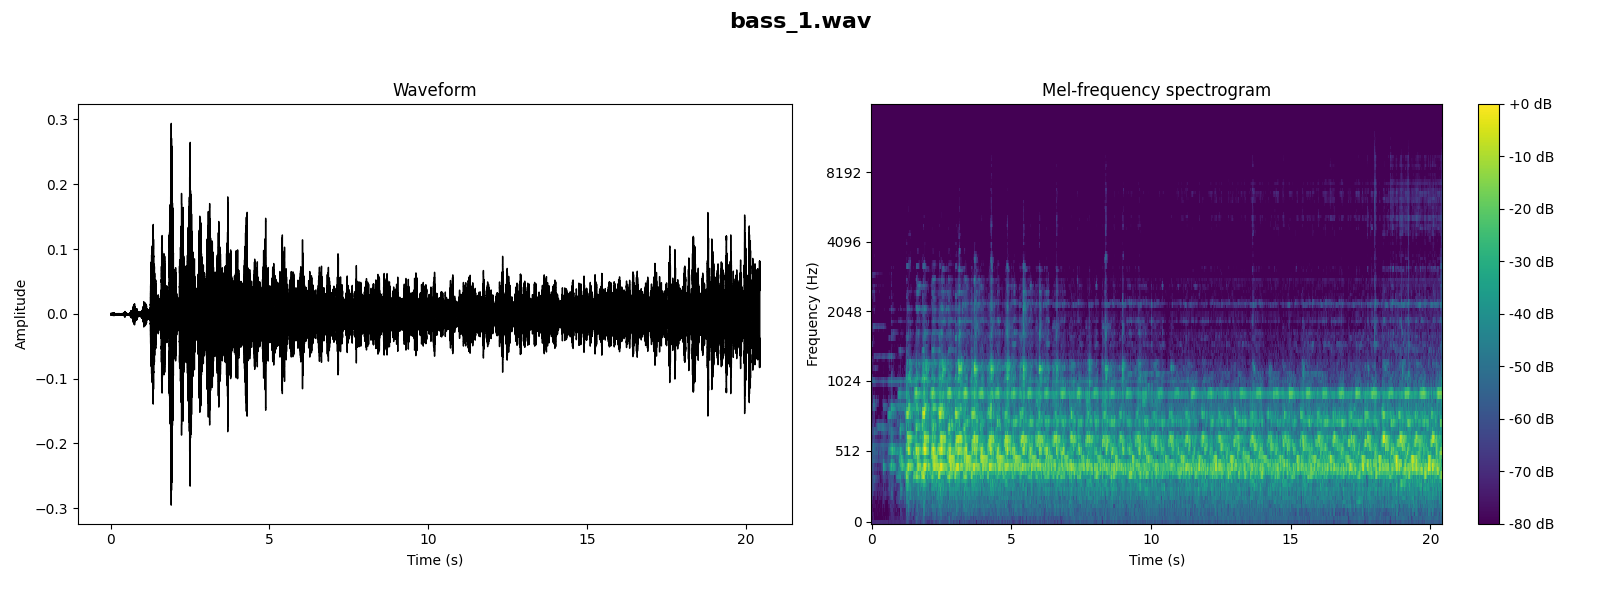 bass_1.wav
Waveform
Amplitude
0.3
0.2
0.1
0.0
−0.1
−0.2
−0.3
0
5
10
15
20
Time (s)
Mel-frequency spectrogram
Frequency (Hz)
8192
4096
2048
1024
512
0
0
5
10
15
20
Time (s)
+0 dB
-10 dB
-20 dB
-30 dB
-40 dB
-50 dB
-60 dB
-70 dB
-80 dB